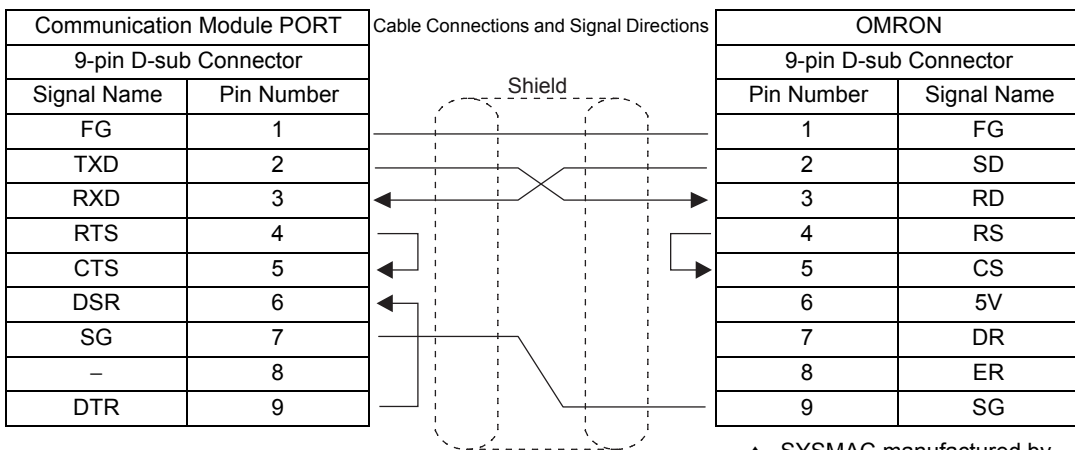 Communication Module PORT Cable Connections and Signal Directions OMRON
9-pin D-sub Connector 9-pin D-sub Connector
Signal Name Pin Number Shield Pin Number Signal Name
FG 1 1 FG
TXD 2 2 SD
RXD 3 3 RD
RTS 4 4 RS
CTS 5 5 CS
DSR 6 6 5V
SG 7 7 DR
– 8 8 ER
DTR 9 9 SG
SYSMAC manufactured by